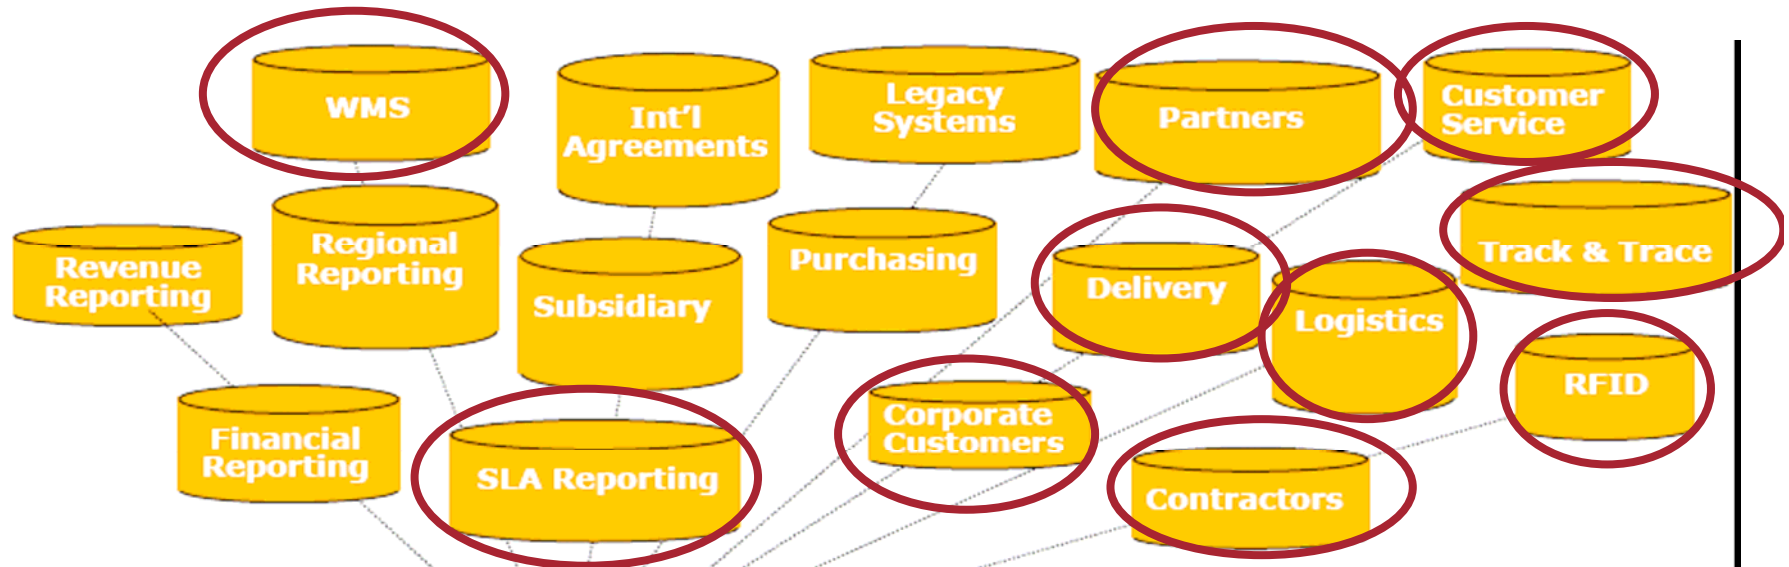 WMS
Int'l
Agreements
Legacy
Systems
Partners
Customer
Service
Revenue
Reporting
Regional
Reporting
Subsidiary
Purchasing
Delivery
Logistics
Track & Trace
Financial
Reporting
SLA Reporting
Corporate
Customers
Contractors
RFID